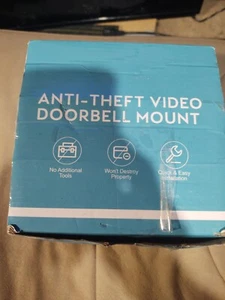 ANTI-THEFT VIDEO
DOORBELL MOUNT
No Additional
Tools
Won't Destroy
Property
Quick & Easy
Installation